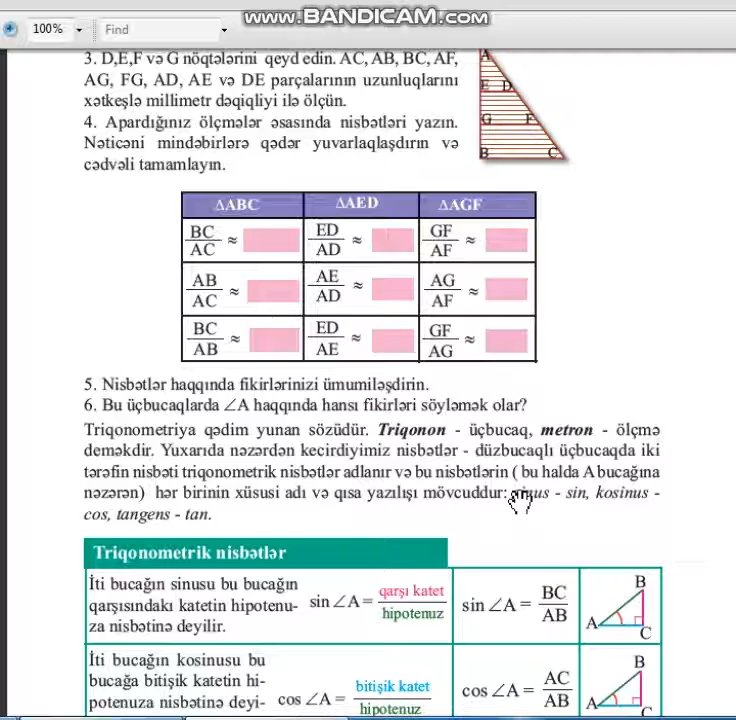 www.BANDICAM.com
100%
Find
3. D,E,F və G nöqtələrini qeyd edin. AC, AB, BC, AF,
AG, FG, AD, AE və DE parçalarının uzunluqlarını
xətkeşlə millimetr dəqiqliyi ilə ölçün.
4. Apardığınız ölçmələr əsasında nisbətləri yazın.
Nəticəni mindəbirlərə qədər yuvarlaqlaşdırın və
cədvəli tamamlayın.
A
E D
G F
B C
ΔABC ΔAED ΔAGF
BC/AC ≈ ED/AD ≈ GF/AF ≈
AB/AC ≈ AE/AD ≈ AG/AF ≈
BC/AB ≈ ED/AE ≈ GF/AG ≈
5. Nisbətlər haqqında fikirlərinizi ümumiləşdirin.
6. Bu üçbucaqlarda ∠A haqqında hansı fikirləri söyləmək olar?
Triqonometriya qədim yunan sözüdür. Triqonon - üçbucaq, metron - ölçmə
deməkdir. Yuxarıda nəzərdən kecirdiyimiz nisbətlər - düzbucaqlı üçbucaqda iki
tərəfin nisbəti triqonometrik nisbətlər adlanır və bu nisbətlərin ( bu halda A bucağına
nəzərən) hər birinin xüsusi adı və qısa yazılışı mövcuddur: sinus - sin, kosinus -
cos, tangens - tan.
Triqonometrik nisbətlər
İti bucağın sinusu bu bucağın
qarşısındakı katetin hipotenu-
za nisbətinə deyilir.
sin ∠A = qarşı katet/hipotenuz
sin ∠A = BC/AB
B
A
C
İti bucağın kosinusu bu
bucağa bitişik katetin hi-
potenuza nisbətinə deyi-
cos ∠A = bitişik katet/hipotenuz
cos ∠A = AC/AB
B
A
C